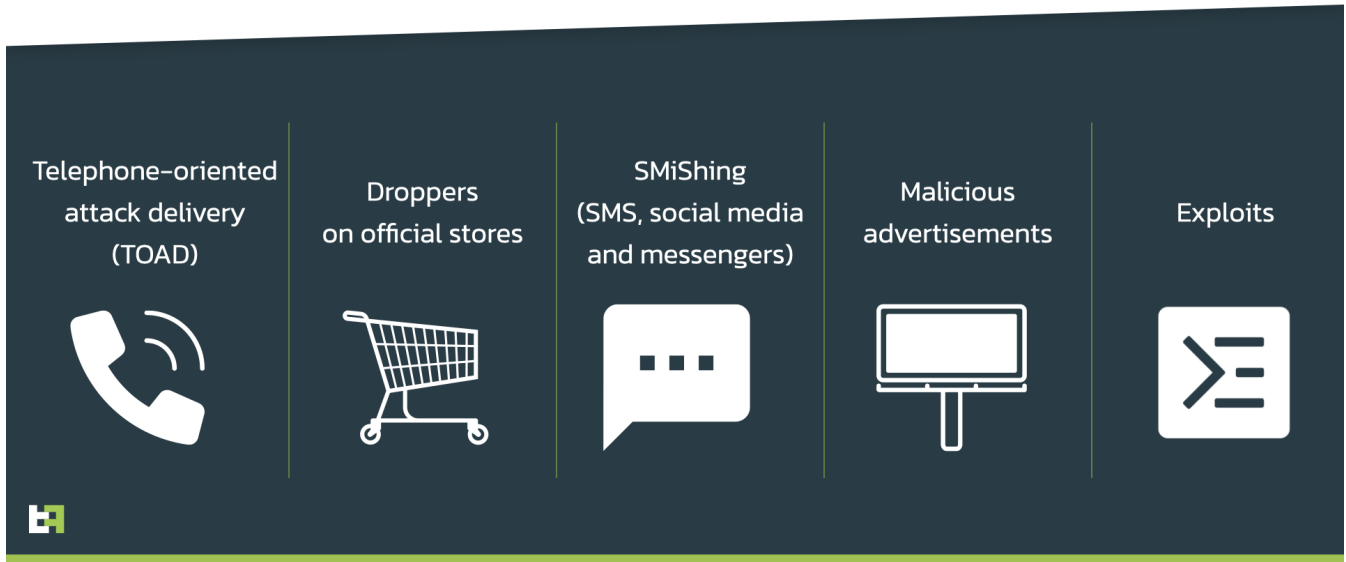 Telephone-oriented
attack delivery
(TOAD)
Droppers
on official stores
SMiShing
(SMS, social media
and messengers)
Malicious
advertisements
Exploits